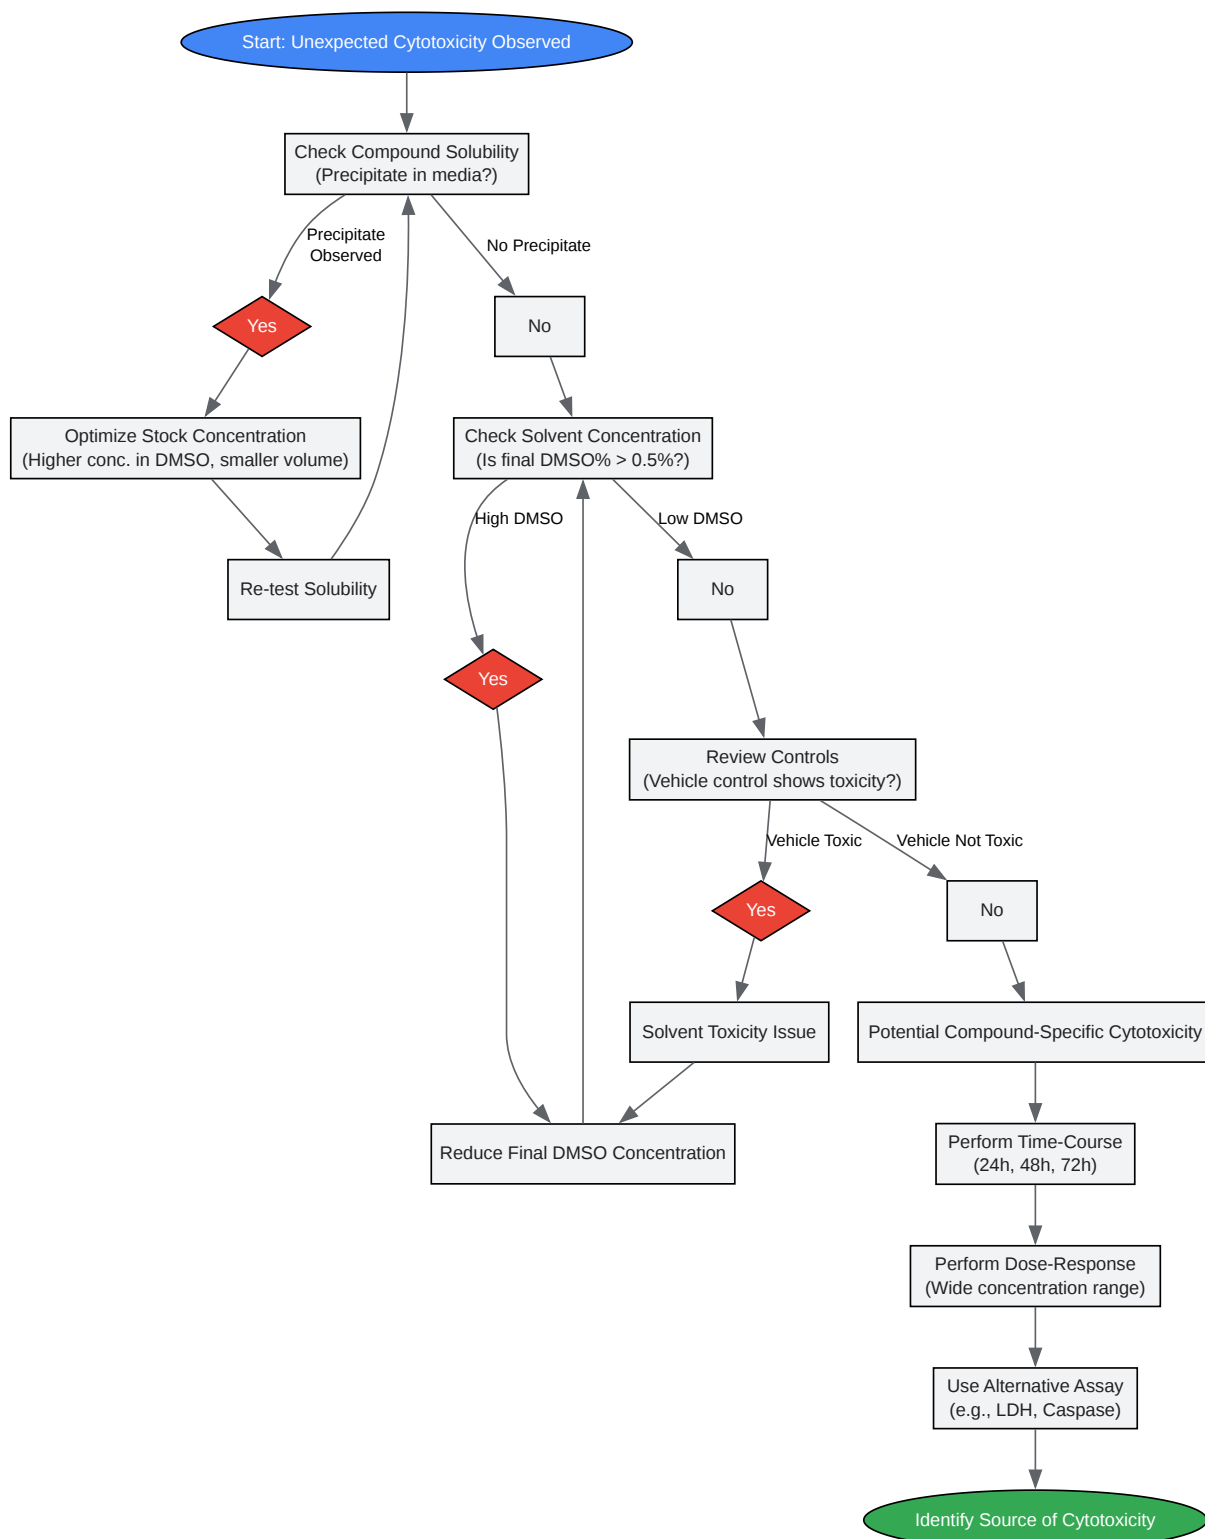 Start: Unexpected Cytotoxicity Observed
Check Compound Solubility
(Precipitate in media?)
Precipitate
Observed
No Precipitate
Yes
No
Optimize Stock Concentration
(Higher conc. in DMSO, smaller volume)
Check Solvent Concentration
(Is final DMSO% > 0.5%?)
High DMSO
Low DMSO
Re-test Solubility
No
Yes
Review Controls
(Vehicle control shows toxicity?)
Vehicle Toxic
Vehicle Not Toxic
Yes
No
Solvent Toxicity Issue
Potential Compound-Specific Cytotoxicity
Reduce Final DMSO Concentration
Perform Time-Course
(24h, 48h, 72h)
Perform Dose-Response
(Wide concentration range)
Use Alternative Assay
(e.g., LDH, Caspase)
Identify Source of Cytotoxicity